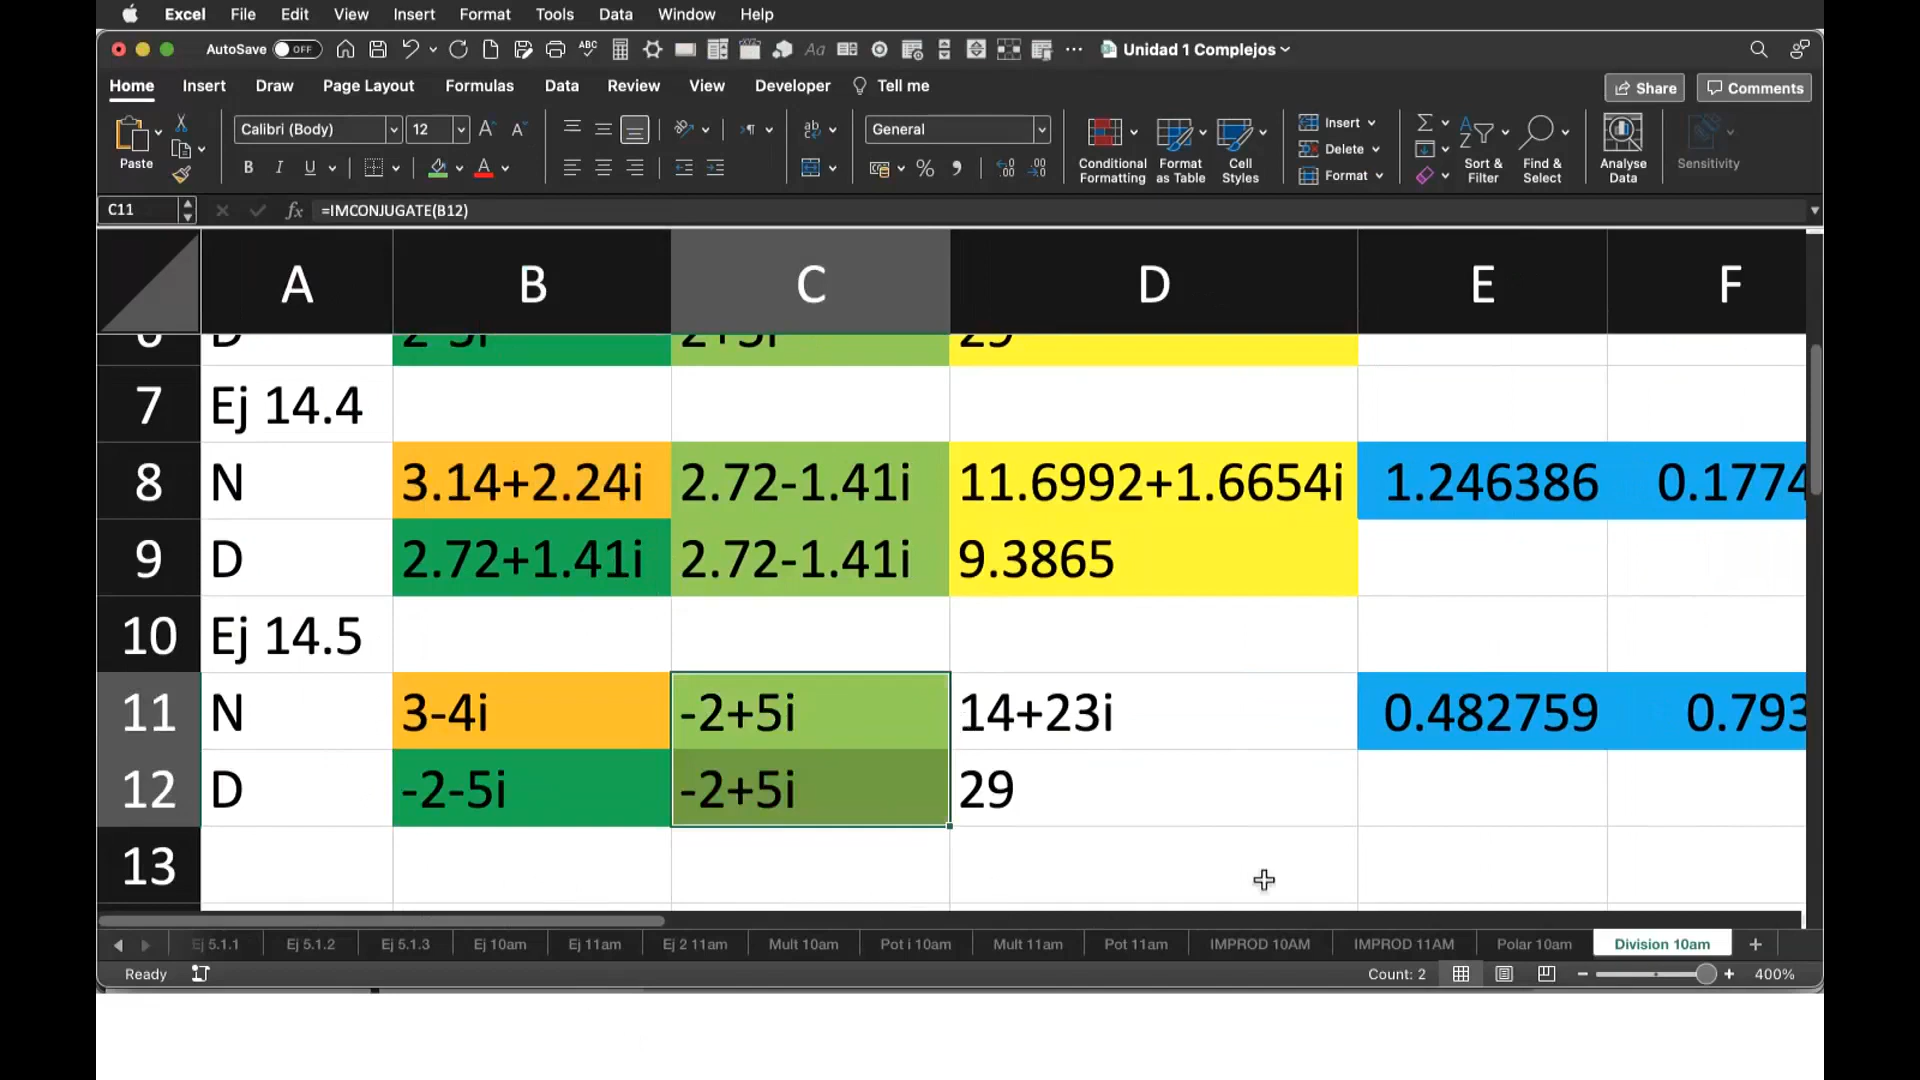 Excel File Edit View Insert Format Tools Data Window Help
AutoSave OFF Aa Unidad 1 Complejos
Home Insert Draw Page Layout Formulas Data Review View Developer Tell me Share Comments
Paste
Calibri (Body) 12 A A
B I U A
ab
General
%
Conditional Formatting
Format as Table
Cell Styles
Insert
Delete
Format
Sort & Filter
Find & Select
Analyse Data
Sensitivity
C11 fx =IMCONJUGATE(B12)
A B C D E F
7 Ej 14.4
8 N 3.14+2.24i 2.72-1.41i 11.6992+1.6654i 1.246386 0.1774
9 D 2.72+1.41i 2.72-1.41i 9.3865
10 Ej 14.5
11 N 3-4i -2+5i 14+23i 0.482759 0.793
12 D -2-5i -2+5i 29
13
Ej 5.1.1 Ej 5.1.2 Ej 5.1.3 Ej 10am Ej 11am Ej 2 11am Mult 10am Pot i 10am Mult 11am Pot 11am IMPROD 10AM IMPROD 11AM Polar 10am Division 10am +
Ready Count: 2 400%